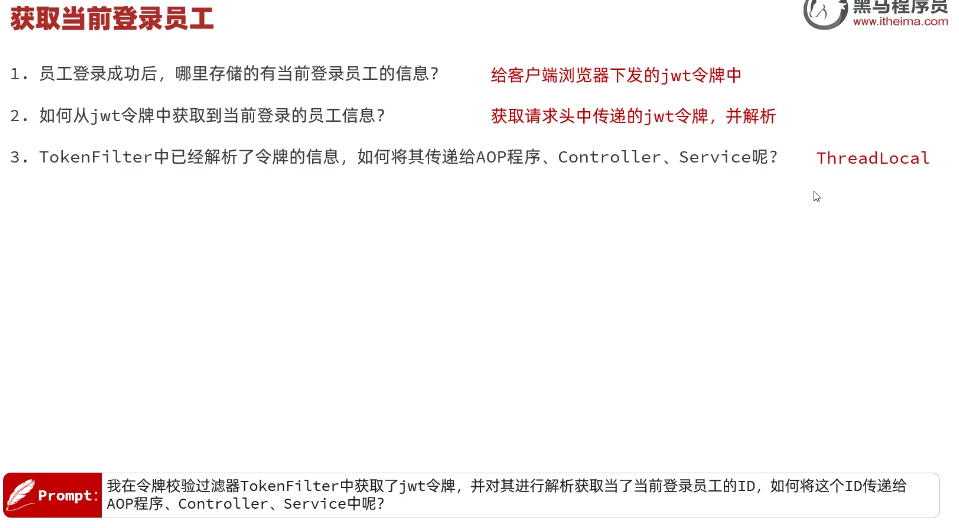 获取当前登录员工
黑马程序员
www.itheima.com
1. 员工登录成功后，哪里存储的有当前登录员工的信息？ 给客户端浏览器下发的jwt令牌中
2. 如何从jwt令牌中获取到当前登录的员工信息？ 获取请求头中传递的jwt令牌，并解析
3. TokenFilter中已经解析了令牌的信息，如何将其传递给AOP程序、Controller、Service呢？ ThreadLocal
Prompt: 我在令牌校验过滤器TokenFilter中获取了jwt令牌，并对其进行解析获取当了当前登录员工的ID，如何将这个ID传递给
AOP程序、Controller、Service中呢？